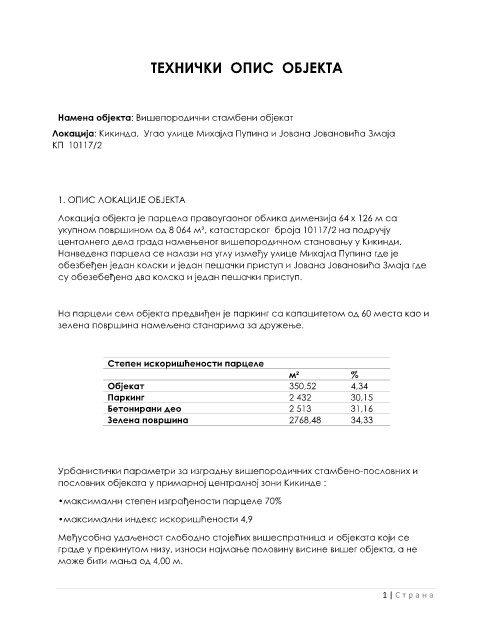 ТЕХНИЧКИ ОПИС ОБЈЕКТА
Намена објекта: Вишепородични стамбени објекат
Локација: Кикинда, Угао улице Михајла Пупина и Јована Јовановића Змаја
КП 10117/2
1. ОПИС ЛОКАЦИЈЕ ОБЈЕКТА
Локација објекта је парцела правоугаоног облика димензија 64 x 126 м са
укупном површином од 8 064 м², катастарског броја 10117/2 на подручју
центалнего дела града намењеног вишепородичном становању у Кикинди.
Нанведена парцела се налази на углу између улице Михајла Пупина где је
обезбеђен један колски и један пешачки приступ и Јована Јовановића Змаја где
су обезебеђена два колска и један пешачки приступ.
На парцели сем објекта предвиђен је паркинг са капацитетом од 60 места као и
зелена површина намељена станарима за дружење.
Степен искоришћености парцеле
м² %
Објекат 350,52 4,34
Паркинг 2 432 30,15
Бетонирани део 2 513 31,16
Зелена површина 2768,48 34,33
Урбанистички параметри за изградњу вишепородичних стамбено-пословних и
пословних објеката у примарној централној зони Кикинде :
•максимални степен изграђености парцеле 70%
•максимални индекс искоришћености 4,9
Међусобна удаљеност слободно стојећих вишеспратница и објеката који се
граде у прекинутом низу, износи најмање половину висине вишег објекта, а не
може бити мања од 4,00 м.
1 | Страна